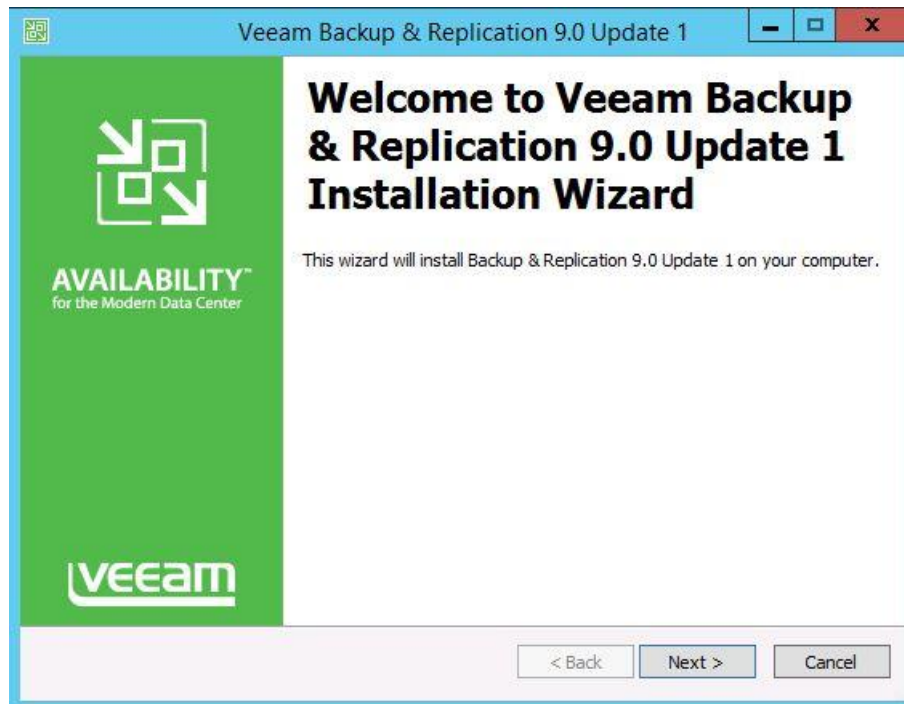 Veeam Backup & Replication 9.0 Update 1
Welcome to Veeam Backup
& Replication 9.0 Update 1
Installation Wizard
This wizard will install Backup & Replication 9.0 Update 1 on your computer.
AVAILABILITY™
for the Modern Data Center
veeam
< Back
Next >
Cancel